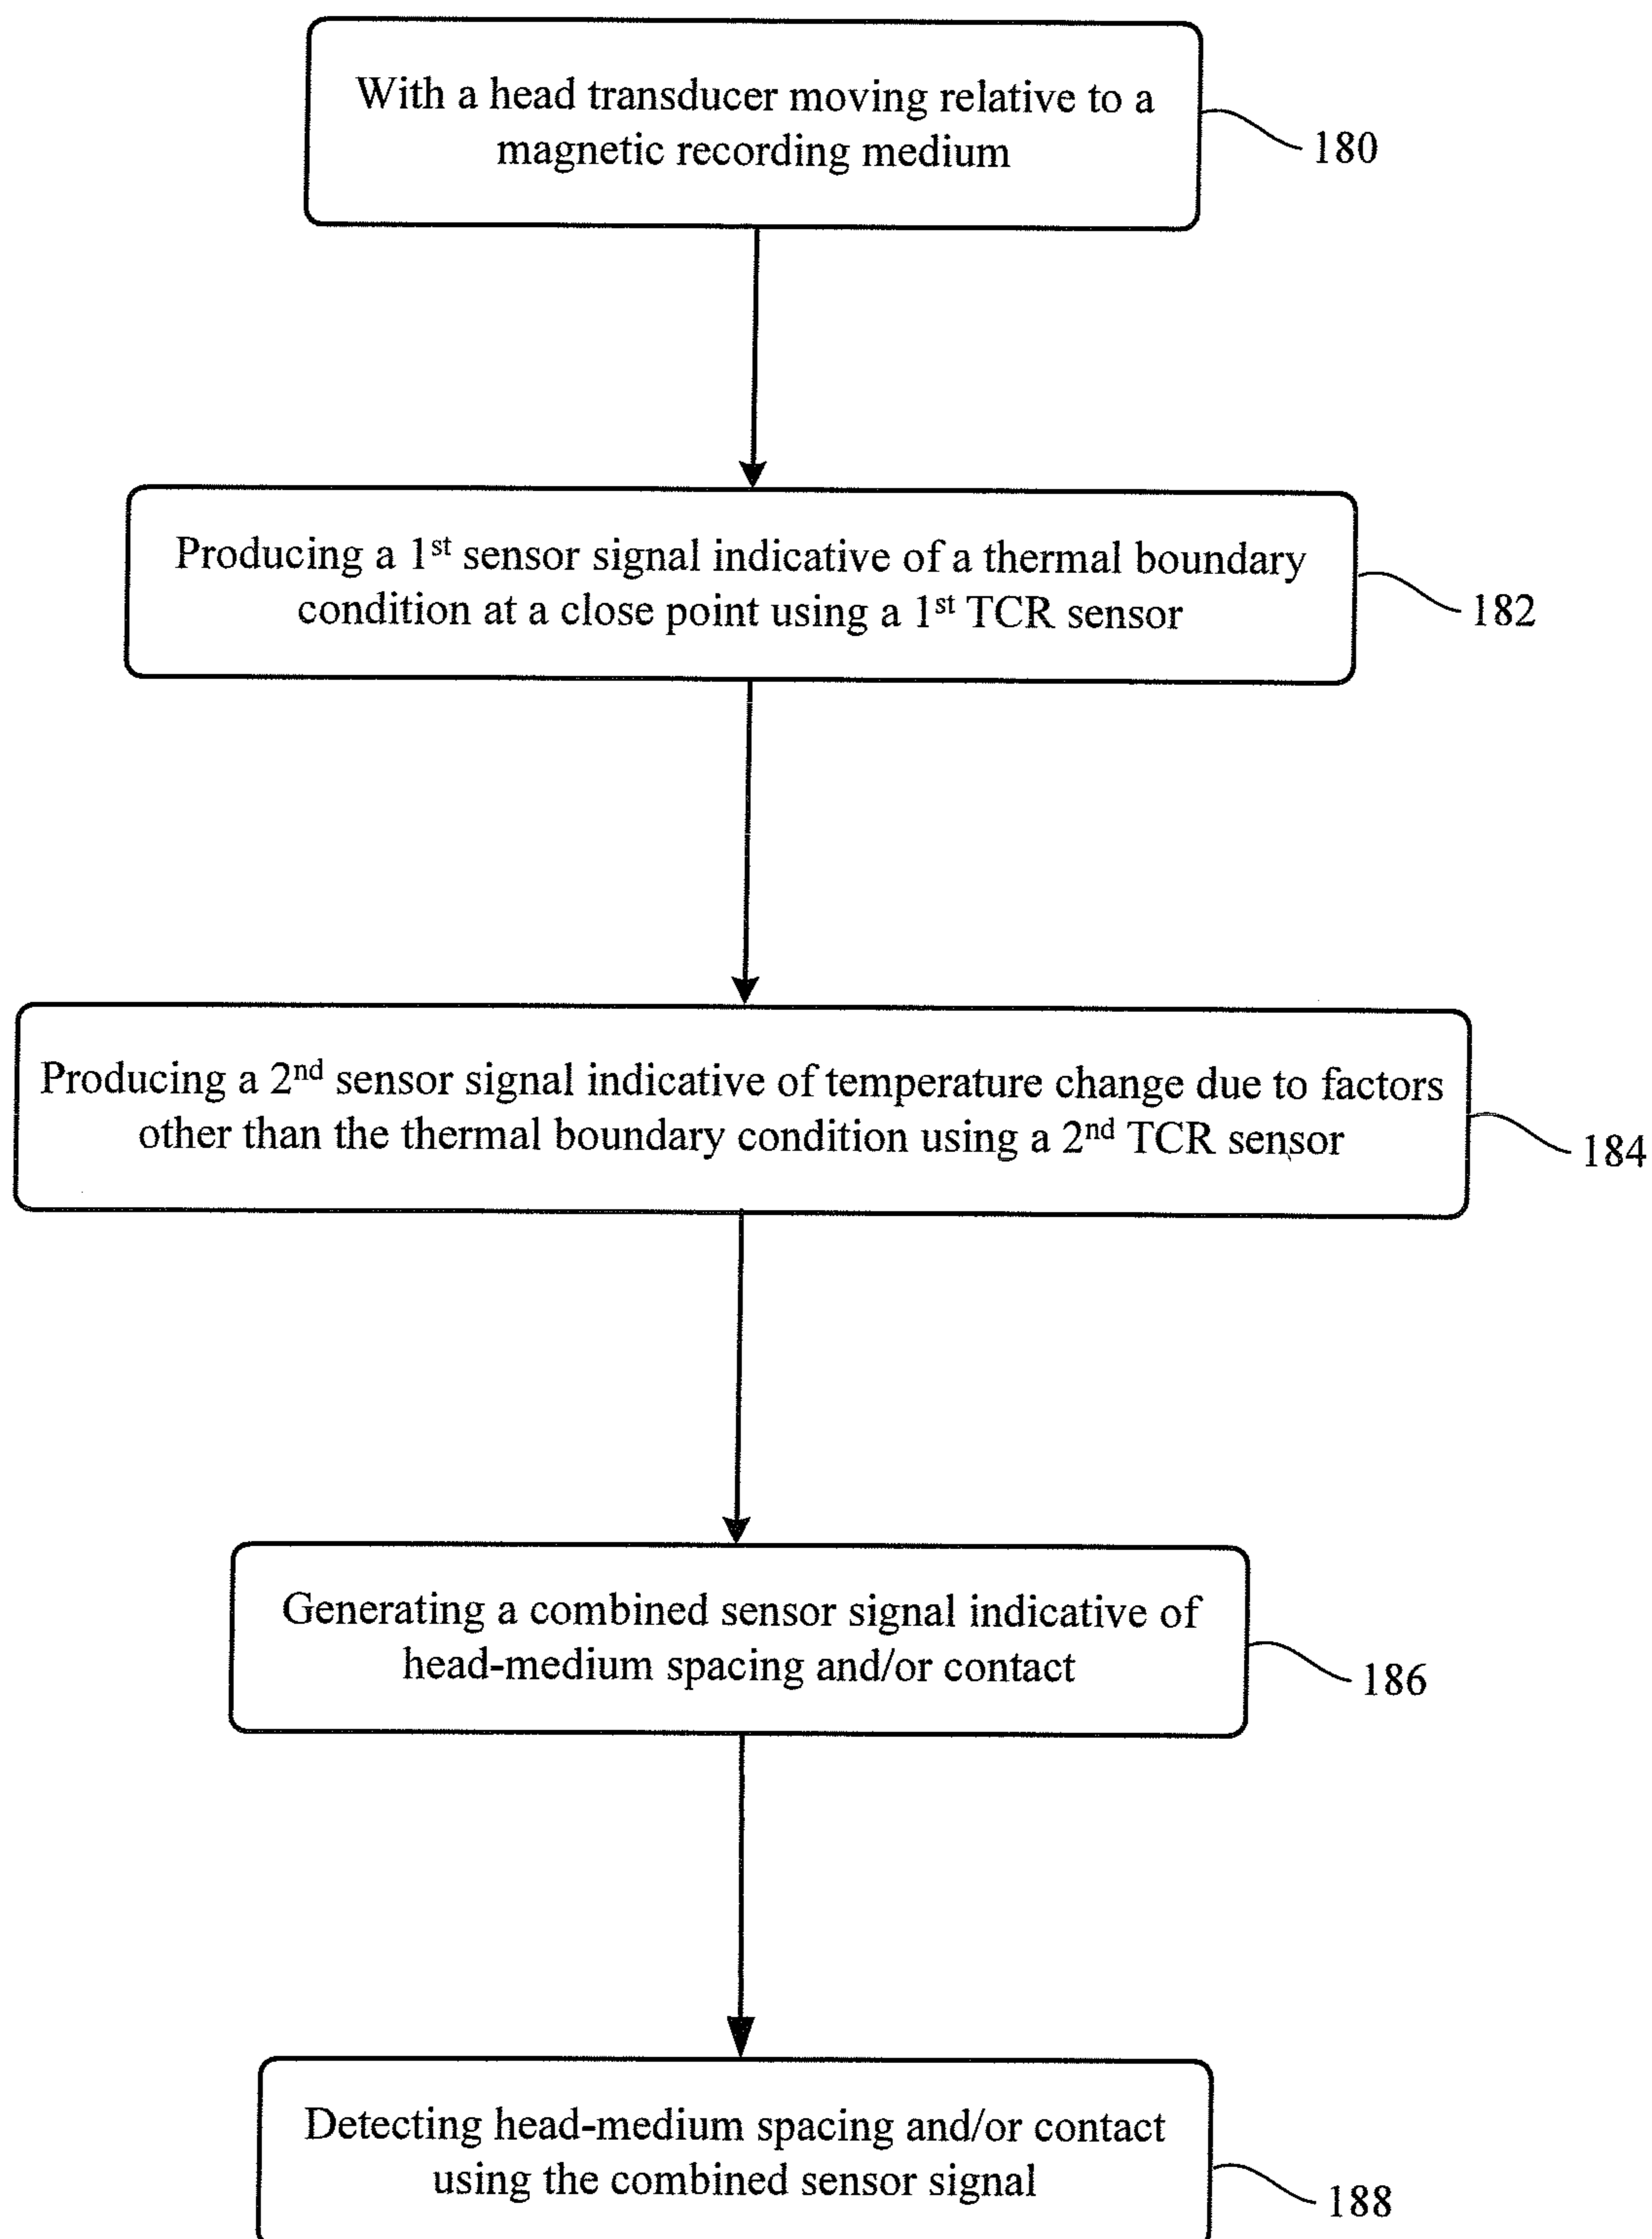 With a head transducer moving relative to a
magnetic recording medium
180
Producing a 1st sensor signal indicative of a thermal boundary
condition at a close point using a 1st TCR sensor
182
Producing a 2nd sensor signal indicative of temperature change due to factors
other than the thermal boundary condition using a 2nd TCR sensor
184
Generating a combined sensor signal indicative of
head-medium spacing and/or contact
186
Detecting head-medium spacing and/or contact
using the combined sensor signal
188